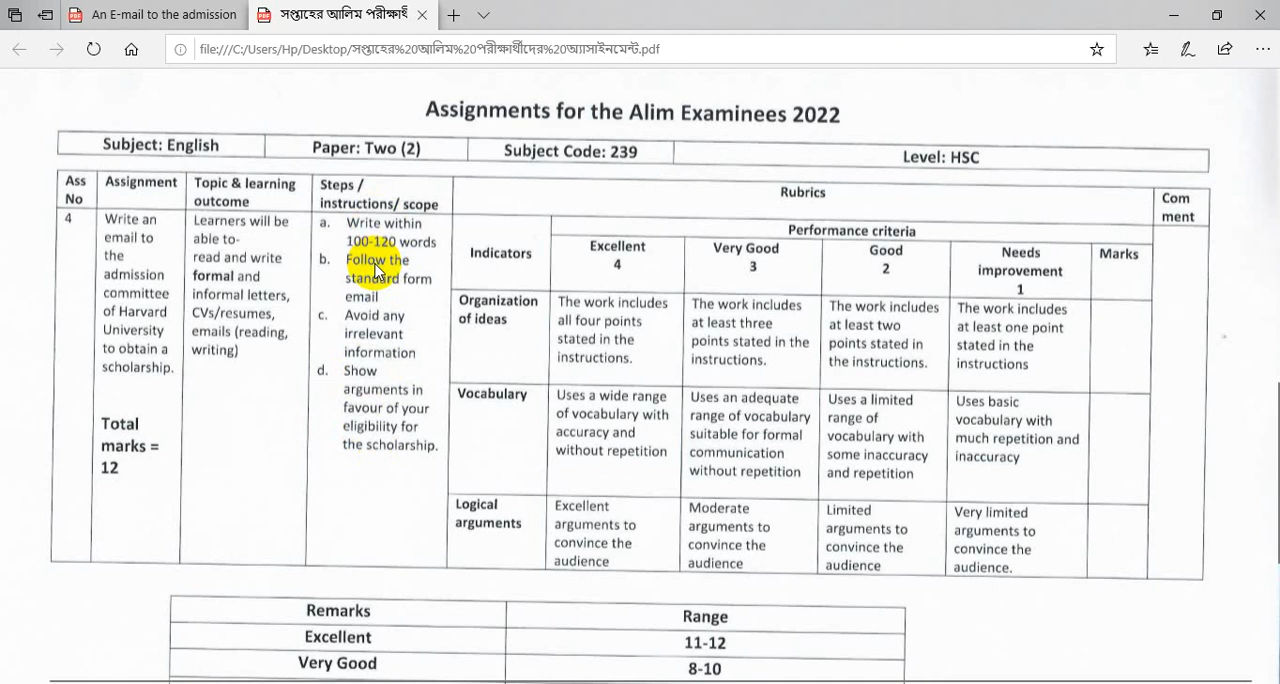 An E-mail to the admission
সপ্তাহের আলিম পরীক্ষার্থী
file:///C:/Users/Hp/Desktop/সপ্তাহের%20আলিম%20পরীক্ষার্থীদের%20অ্যাসাইনমেন্ট.pdf
Assignments for the Alim Examinees 2022
Subject: English
Paper: Two (2)
Subject Code: 239
Level: HSC
Ass
No
Assignment
Topic & learning
outcome
Steps /
instructions/ scope
Rubrics
Com
ment
4
Write an
email to
the
admission
committee
of Harvard
University
to obtain a
scholarship.
Total
marks =
12
Learners will be
able to-
read and write
formal and
informal letters,
CVs/resumes,
emails (reading,
writing)
a. Write within
100-120 words
b. Follow the
standard form
email
c. Avoid any
irrelevant
information
d. Show
arguments in
favour of your
eligibility for
the scholarship.
Indicators
Performance criteria
Excellent
4
Very Good
3
Good
2
Needs
improvement
1
Marks
Organization
of ideas
The work includes
all four points
stated in the
instructions.
The work includes
at least three
points stated in the
instructions.
The work includes
at least two
points stated in
the instructions.
The work includes
at least one point
stated in the
instructions
Vocabulary
Uses a wide range
of vocabulary with
accuracy and
without repetition
Uses an adequate
range of vocabulary
suitable for formal
communication
without repetition
Uses a limited
range of
vocabulary with
some inaccuracy
and repetition
Uses basic
vocabulary with
much repetition and
inaccuracy
Logical
arguments
Excellent
arguments to
convince the
audience
Moderate
arguments to
convince the
audience
Limited
arguments to
convince the
audience
Very limited
arguments to
convince the
audience.
Remarks
Range
Excellent
11-12
Very Good
8-10